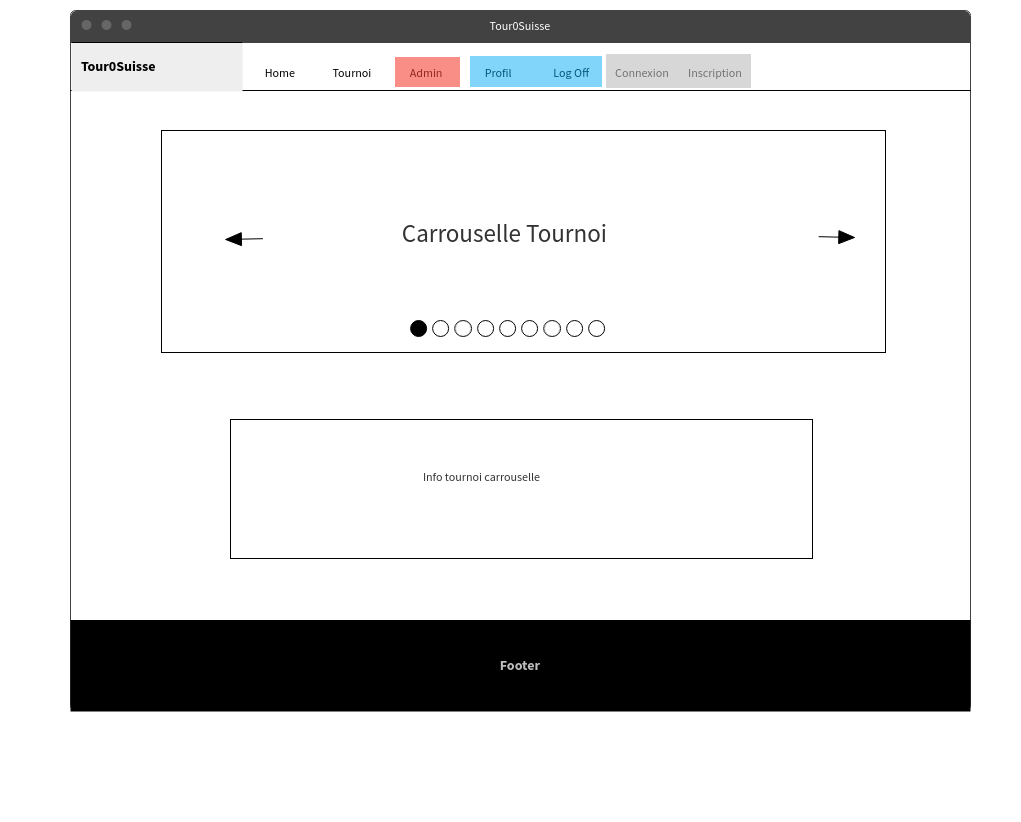 Tour0Suisse
Tour0Suisse
Home Tournoi Admin Profil Log Off Connexion Inscription
Carrouselle Tournoi
Info tournoi carrouselle
Footer